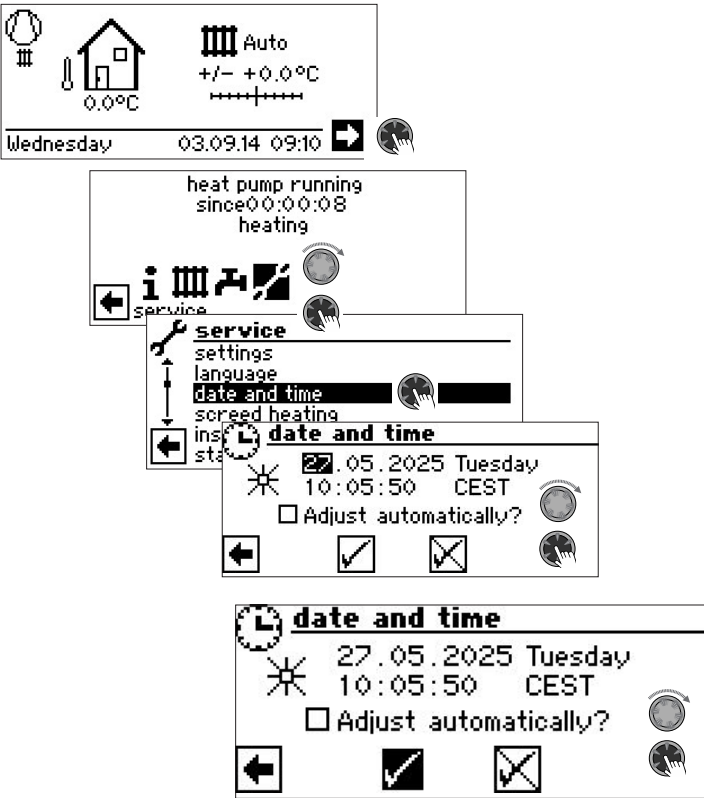 Auto
+/- +0.0°C
0.0°C
Wednesday 03.09.14 09:10
heat pump running
since00:00:08
heating
service
service
settings
language
date and time
screed heating
ins
sta
date and time
27.05.2025 Tuesday
10:05:50 CEST
Adjust automatically?
date and time
27.05.2025 Tuesday
10:05:50 CEST
Adjust automatically?